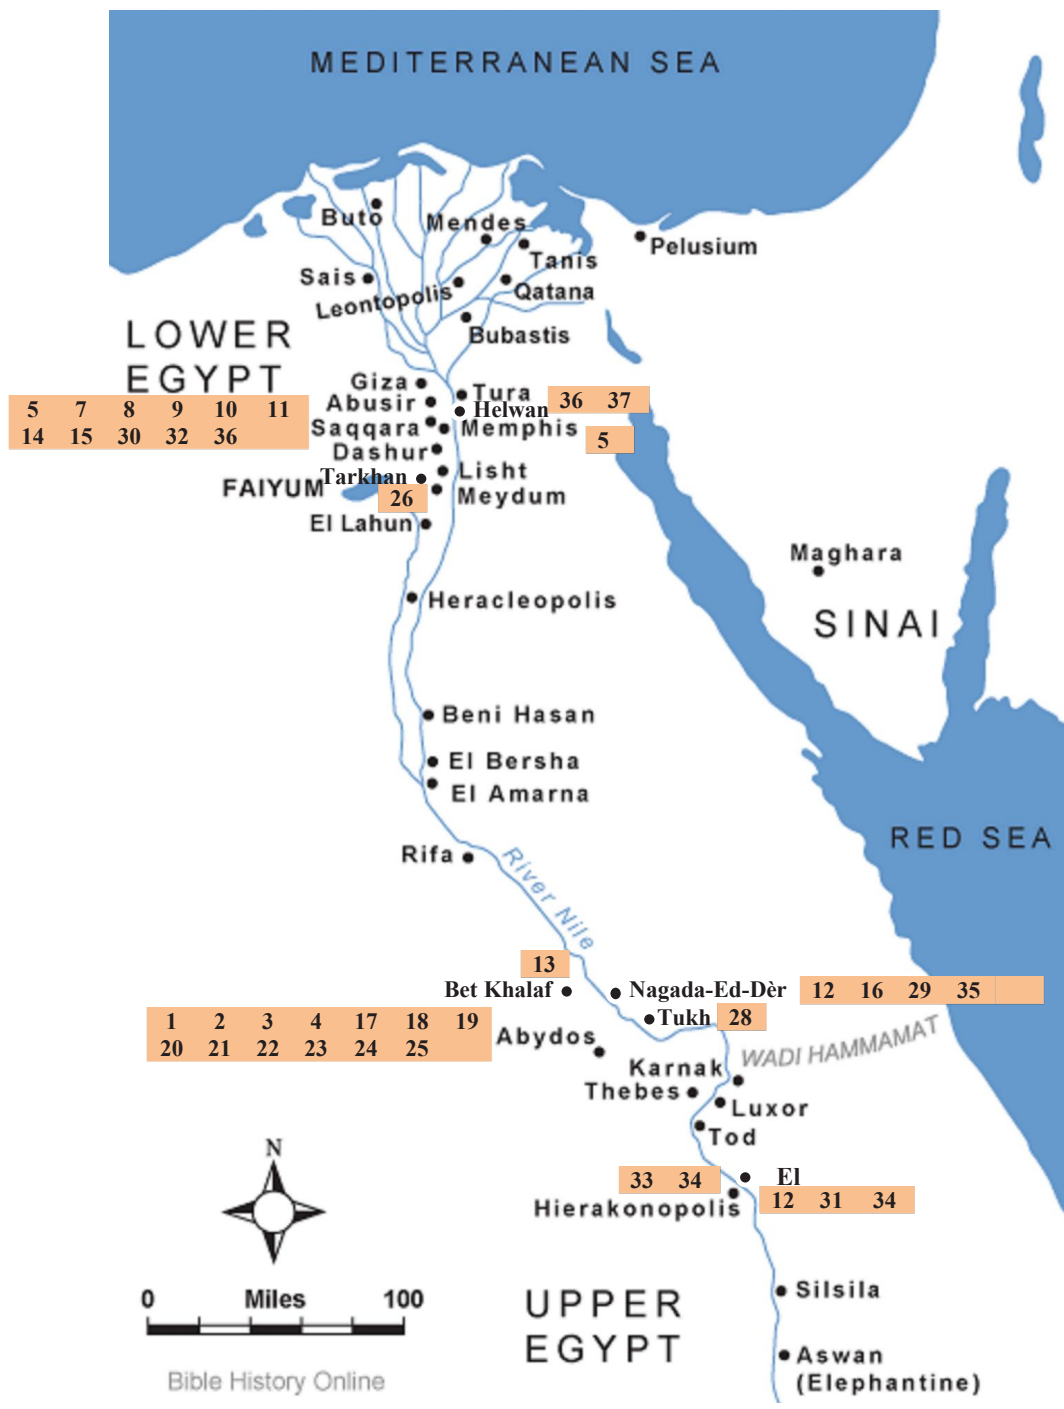 MEDITERRANEAN SEA
Buto
Mendes
Tanis
Pelusium
Sais
Leontopolis
Qatana
Bubastis
LOWER
EGYPT
Giza
Tura
5 7 8 9 10 11
14 15 30 32 36
Abusir
Helwan
36 37
Saqqara
Memphis
5
Dashur
Lisht
Tarkhan
FAIYUM
26
Meydum
El Lahun
Maghara
SINAI
Heracleopolis
Beni Hasan
El Bersha
El Amarna
RED SEA
Rifa
River Nile
13
Bet Khalaf
Nagada-Ed-Dèr
12 16 29 35
Tukh
28
1 2 3 4 17 18 19
20 21 22 23 24 25
Abydos
WADI HAMMAMAT
Karnak
Thebes
Luxor
Tod
N
33 34
El
12 31 34
Hierakonopolis
0 Miles 100
UPPER
EGYPT
Silsila
Aswan
(Elephantine)
Bible History Online